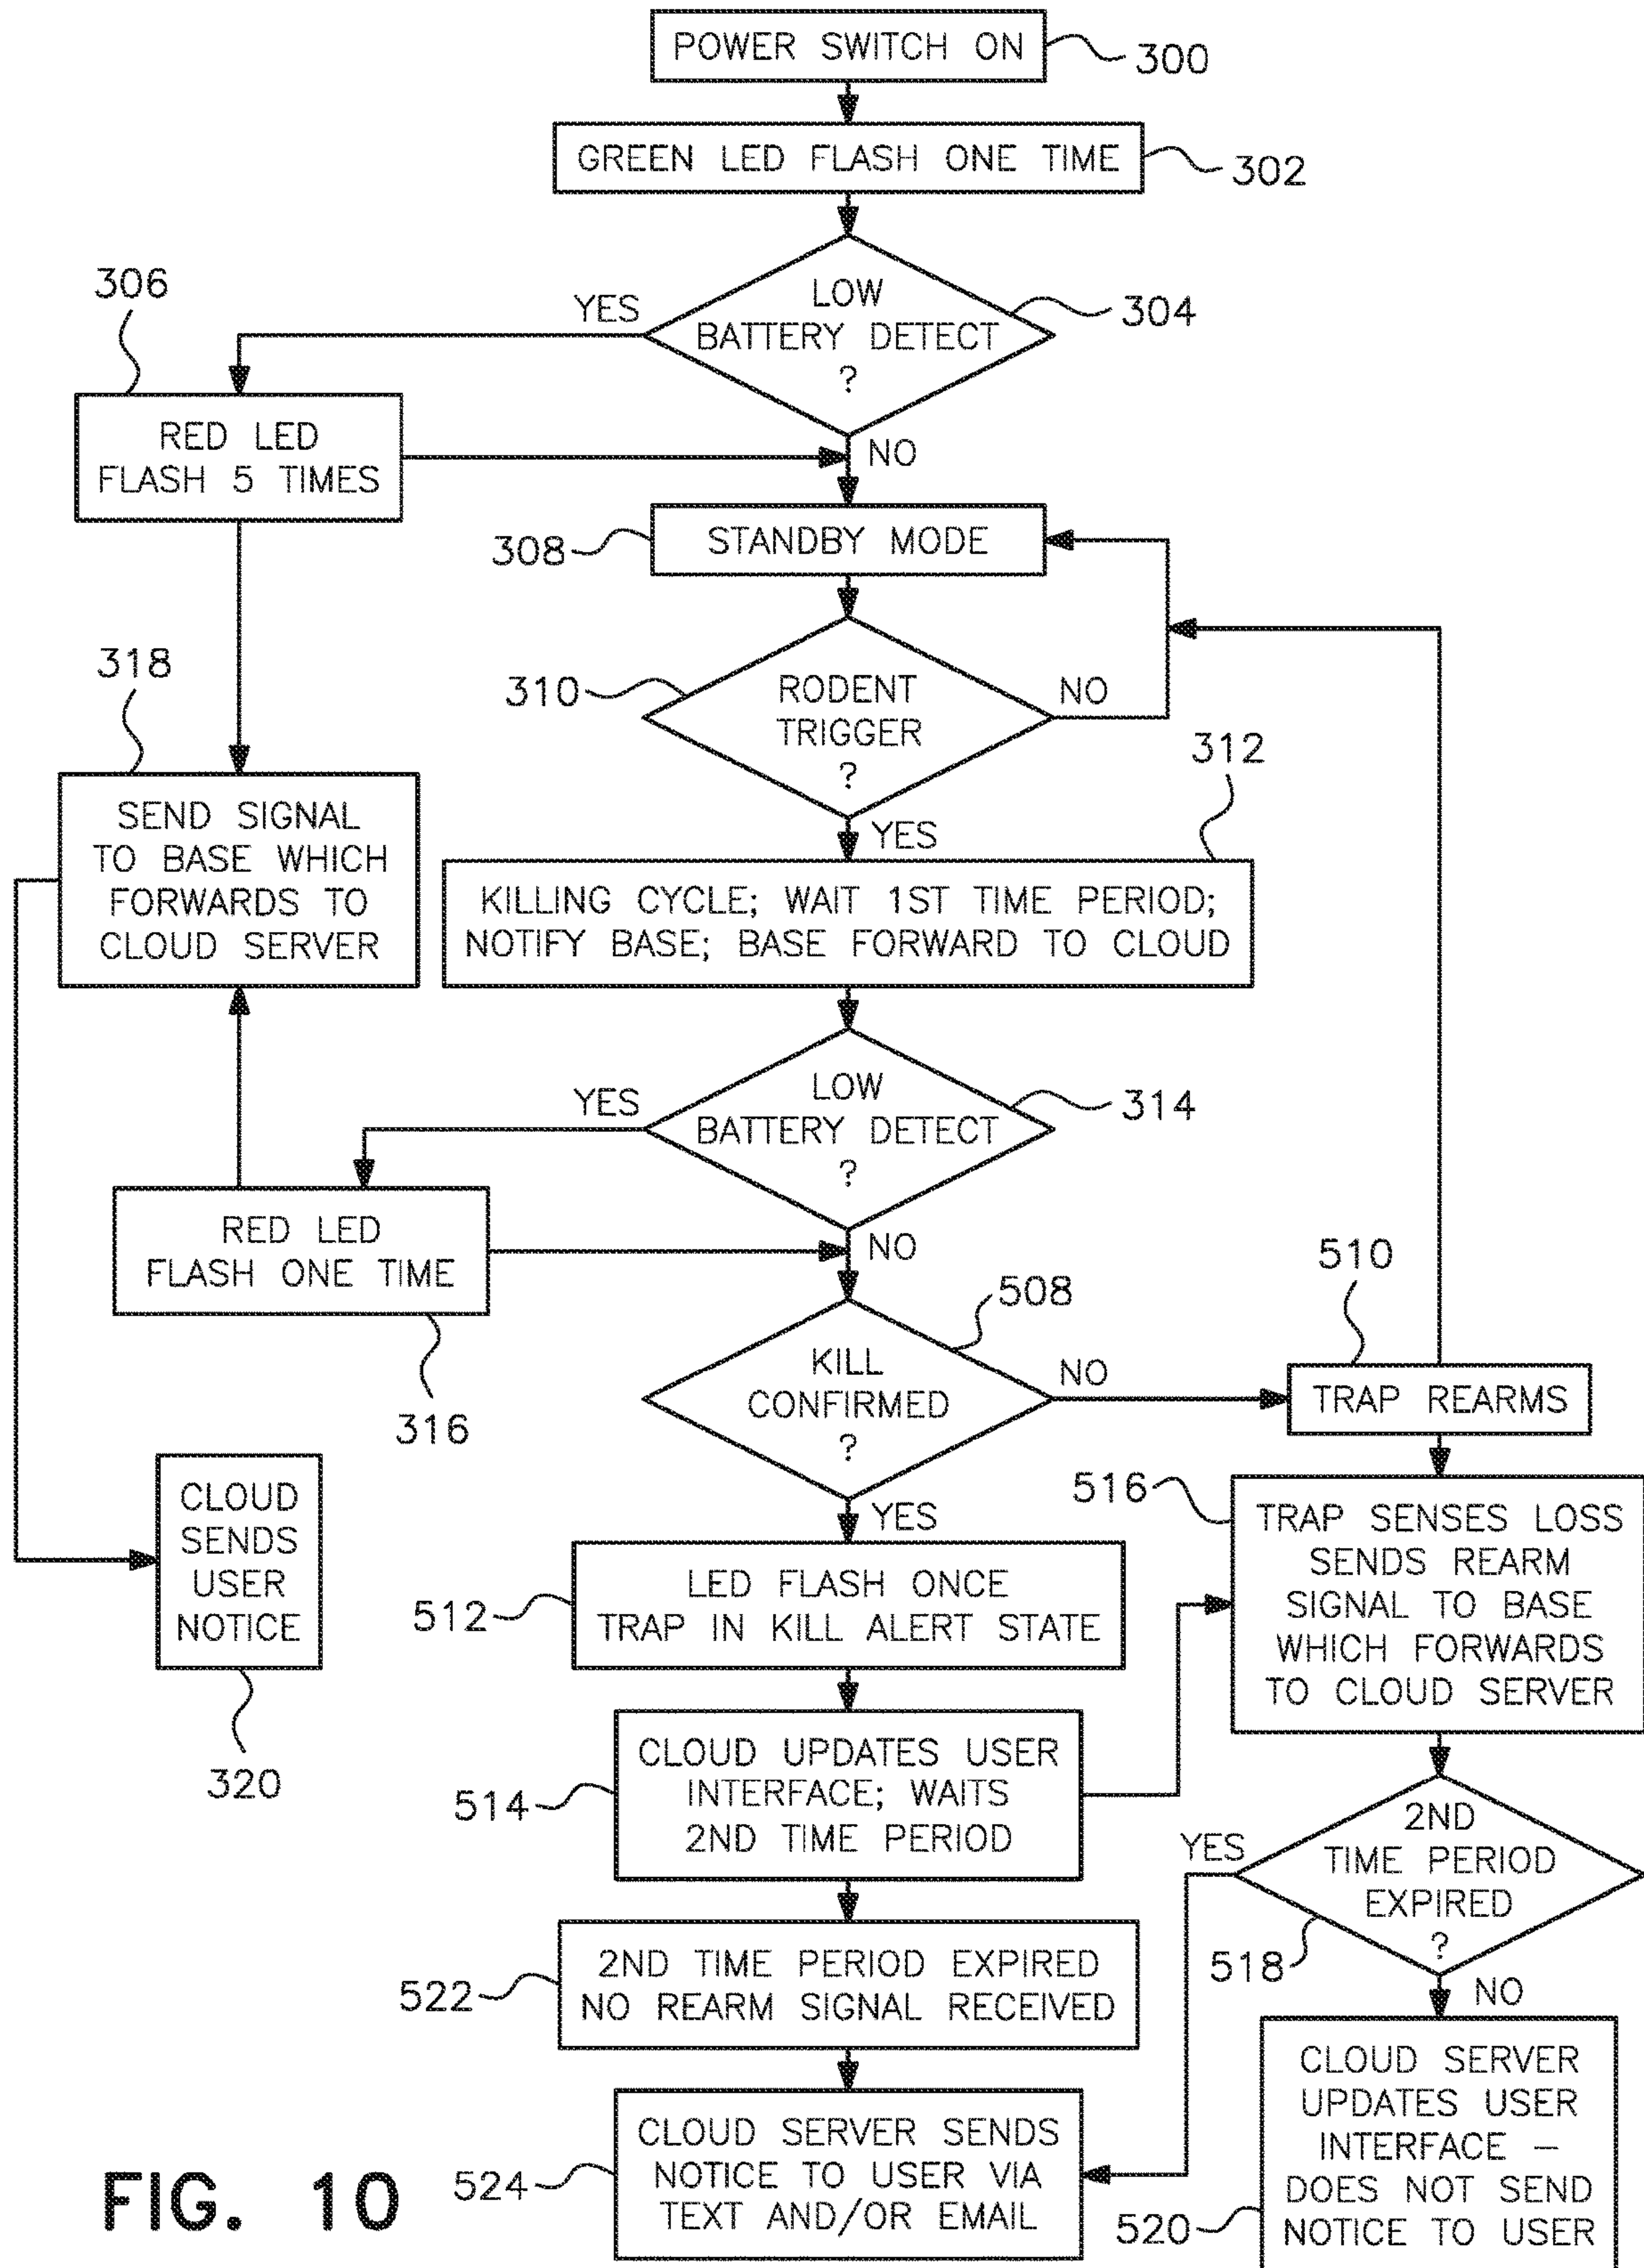 POWER SWITCH ON
300
GREEN LED FLASH ONE TIME
302
LOW
BATTERY DETECT
?
304
YES
NO
306
RED LED
FLASH 5 TIMES
308
STANDBY MODE
310
RODENT
TRIGGER
?
NO
YES
312
KILLING CYCLE; WAIT 1ST TIME PERIOD;
NOTIFY BASE; BASE FORWARD TO CLOUD
318
SEND SIGNAL
TO BASE WHICH
FORWARDS TO
CLOUD SERVER
LOW
BATTERY DETECT
?
314
YES
NO
RED LED
FLASH ONE TIME
316
508
KILL
CONFIRMED
?
NO
YES
510
TRAP REARMS
CLOUD
SENDS
USER
NOTICE
320
512
LED FLASH ONCE
TRAP IN KILL ALERT STATE
516
TRAP SENSES LOSS
SENDS REARM
SIGNAL TO BASE
WHICH FORWARDS
TO CLOUD SERVER
514
CLOUD UPDATES USER
INTERFACE; WAITS
2ND TIME PERIOD
2ND
TIME PERIOD
EXPIRED
?
518
YES
NO
522
2ND TIME PERIOD EXPIRED
NO REARM SIGNAL RECEIVED
524
CLOUD SERVER SENDS
NOTICE TO USER VIA
TEXT AND/OR EMAIL
520
CLOUD SERVER
UPDATES USER
INTERFACE –
DOES NOT SEND
NOTICE TO USER
FIG. 10